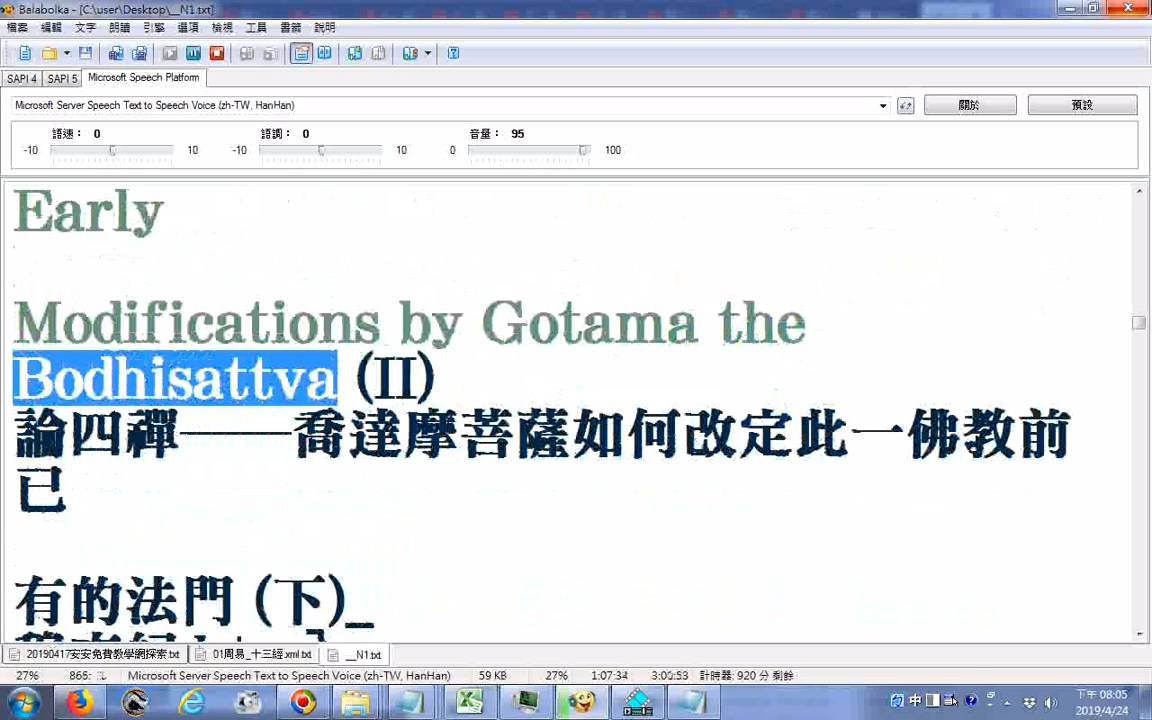 Balabolka - [C:\user\Desktop\__N1.txt]
檔案 編輯 文字 朗讀 引擎 選項 檢視 工具 書籤 說明
SAPI 4 SAPI 5 Microsoft Speech Platform
Microsoft Server Speech Text to Speech Voice (zh-TW, HanHan) 關於 預設
語速： 0 語調： 0 音量： 95
-10 10 -10 10 0 100
Early
Modifications by Gotama the
Bodhisattva (II)
論四禪——喬達摩菩薩如何改定此一佛教前
已
有的法門 (下)_
20190417安安免費教學網探索.txt 01周易_十三經.xml.txt __N1.txt
27% 865: Microsoft Server Speech Text to Speech Voice (zh-TW, HanHan) 59 KB 27% 1:07:34 3:00:53 計時器: 920 分 剩餘
中 下午 08:05
2019/4/24